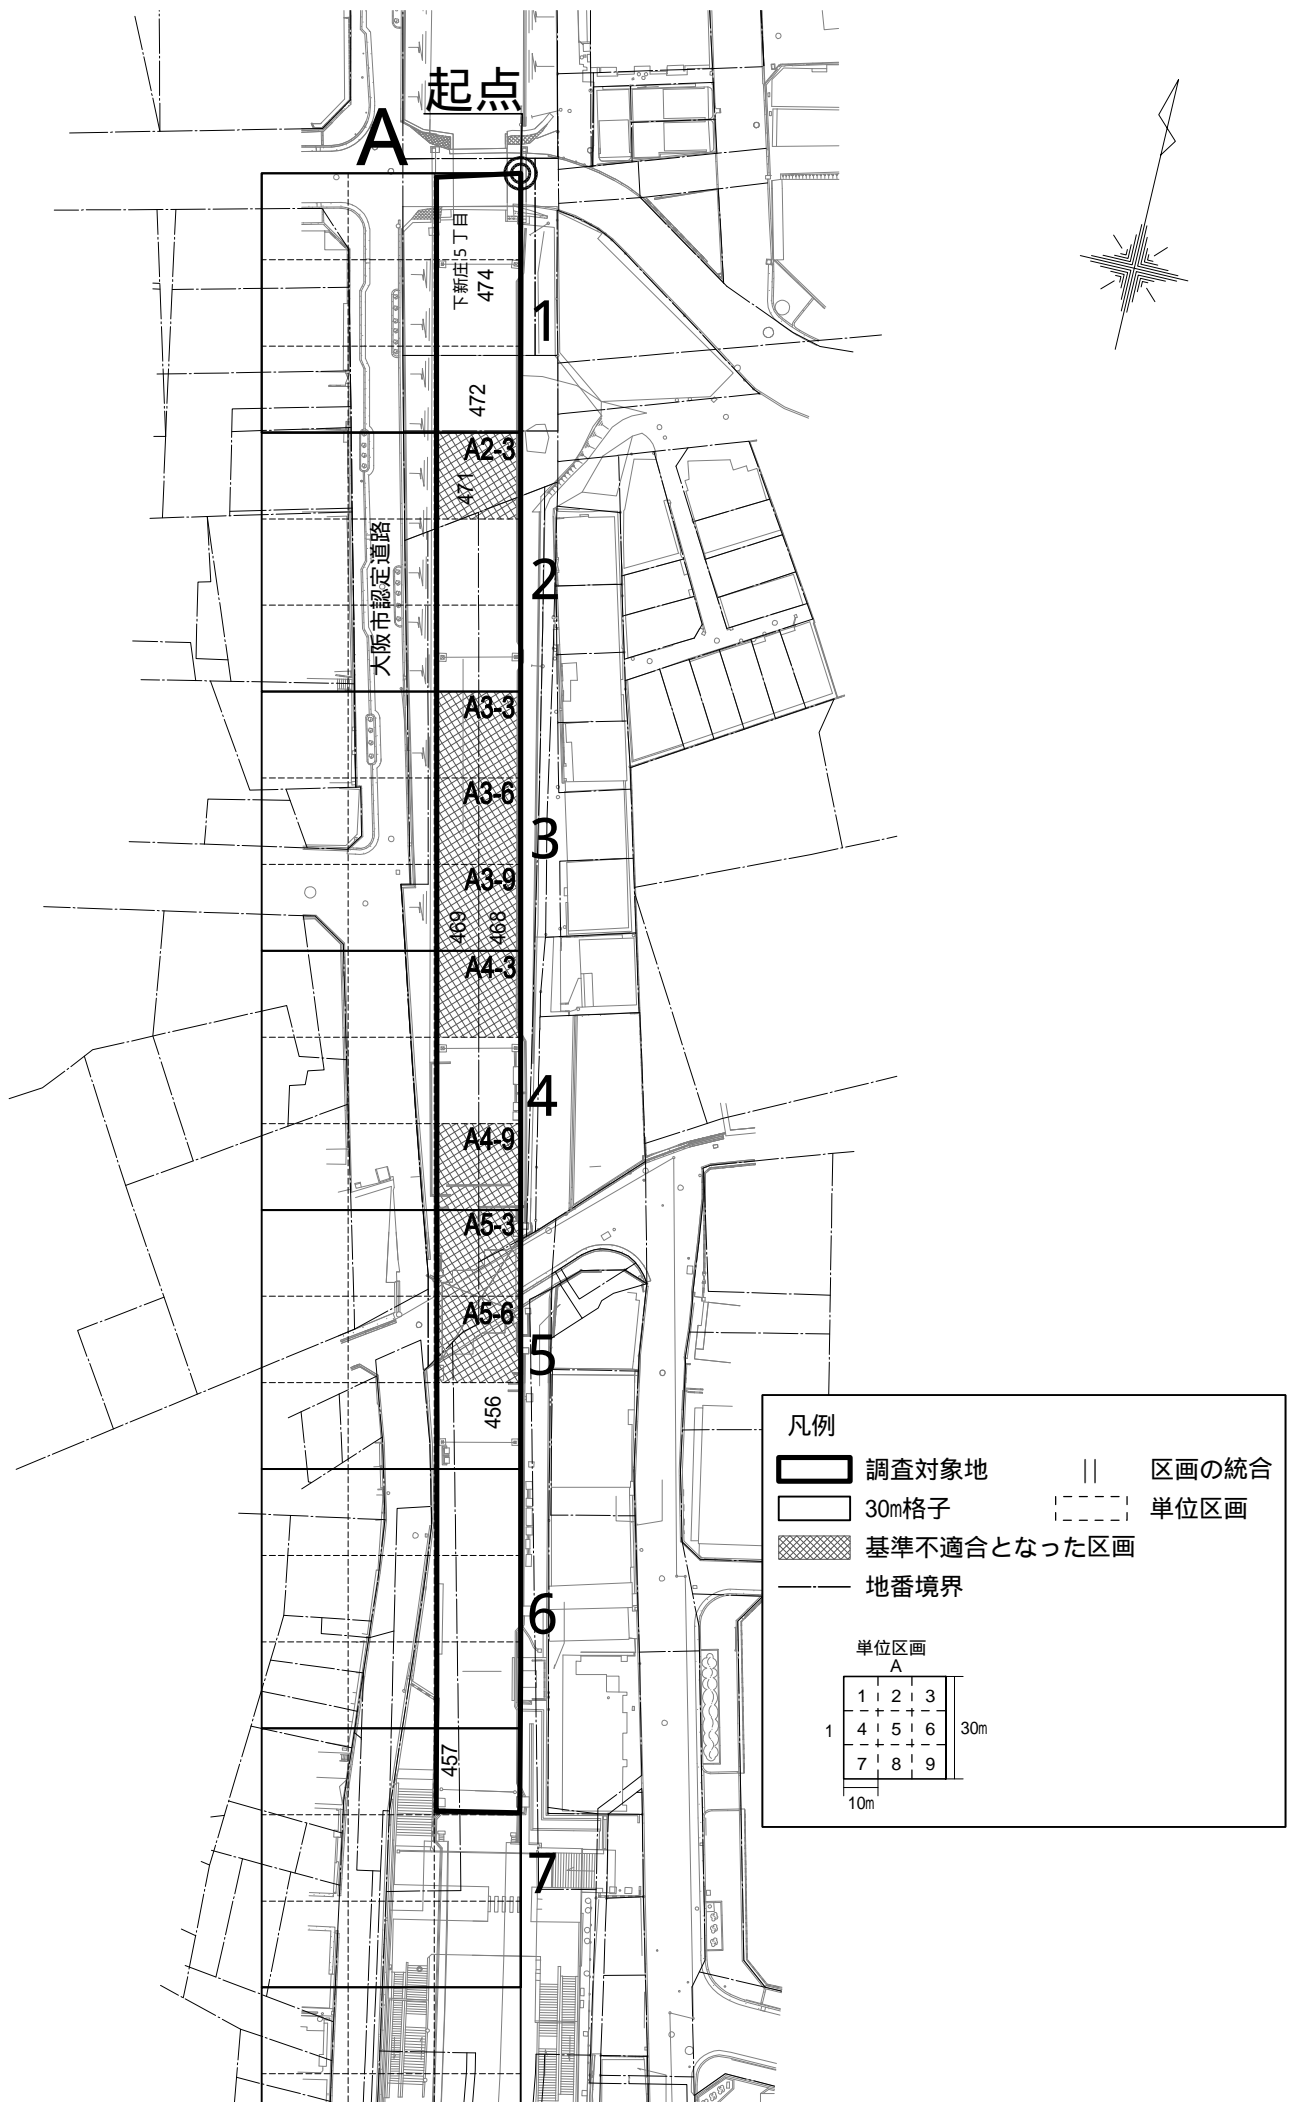 起点
A
下新庄5丁目
474
1
472
A2-3
471
大阪市認定道路
2
A3-3
A3-6
3
A3-9
469
468
A4-3
4
A4-9
A5-3
A5-6
5
456
6
457
7
凡例
調査対象地
区画の統合
30m格子
単位区画
基準不適合となった区画
地番境界
単位区画
A
1 2 3
1 4 5 6 30m
7 8 9
10m